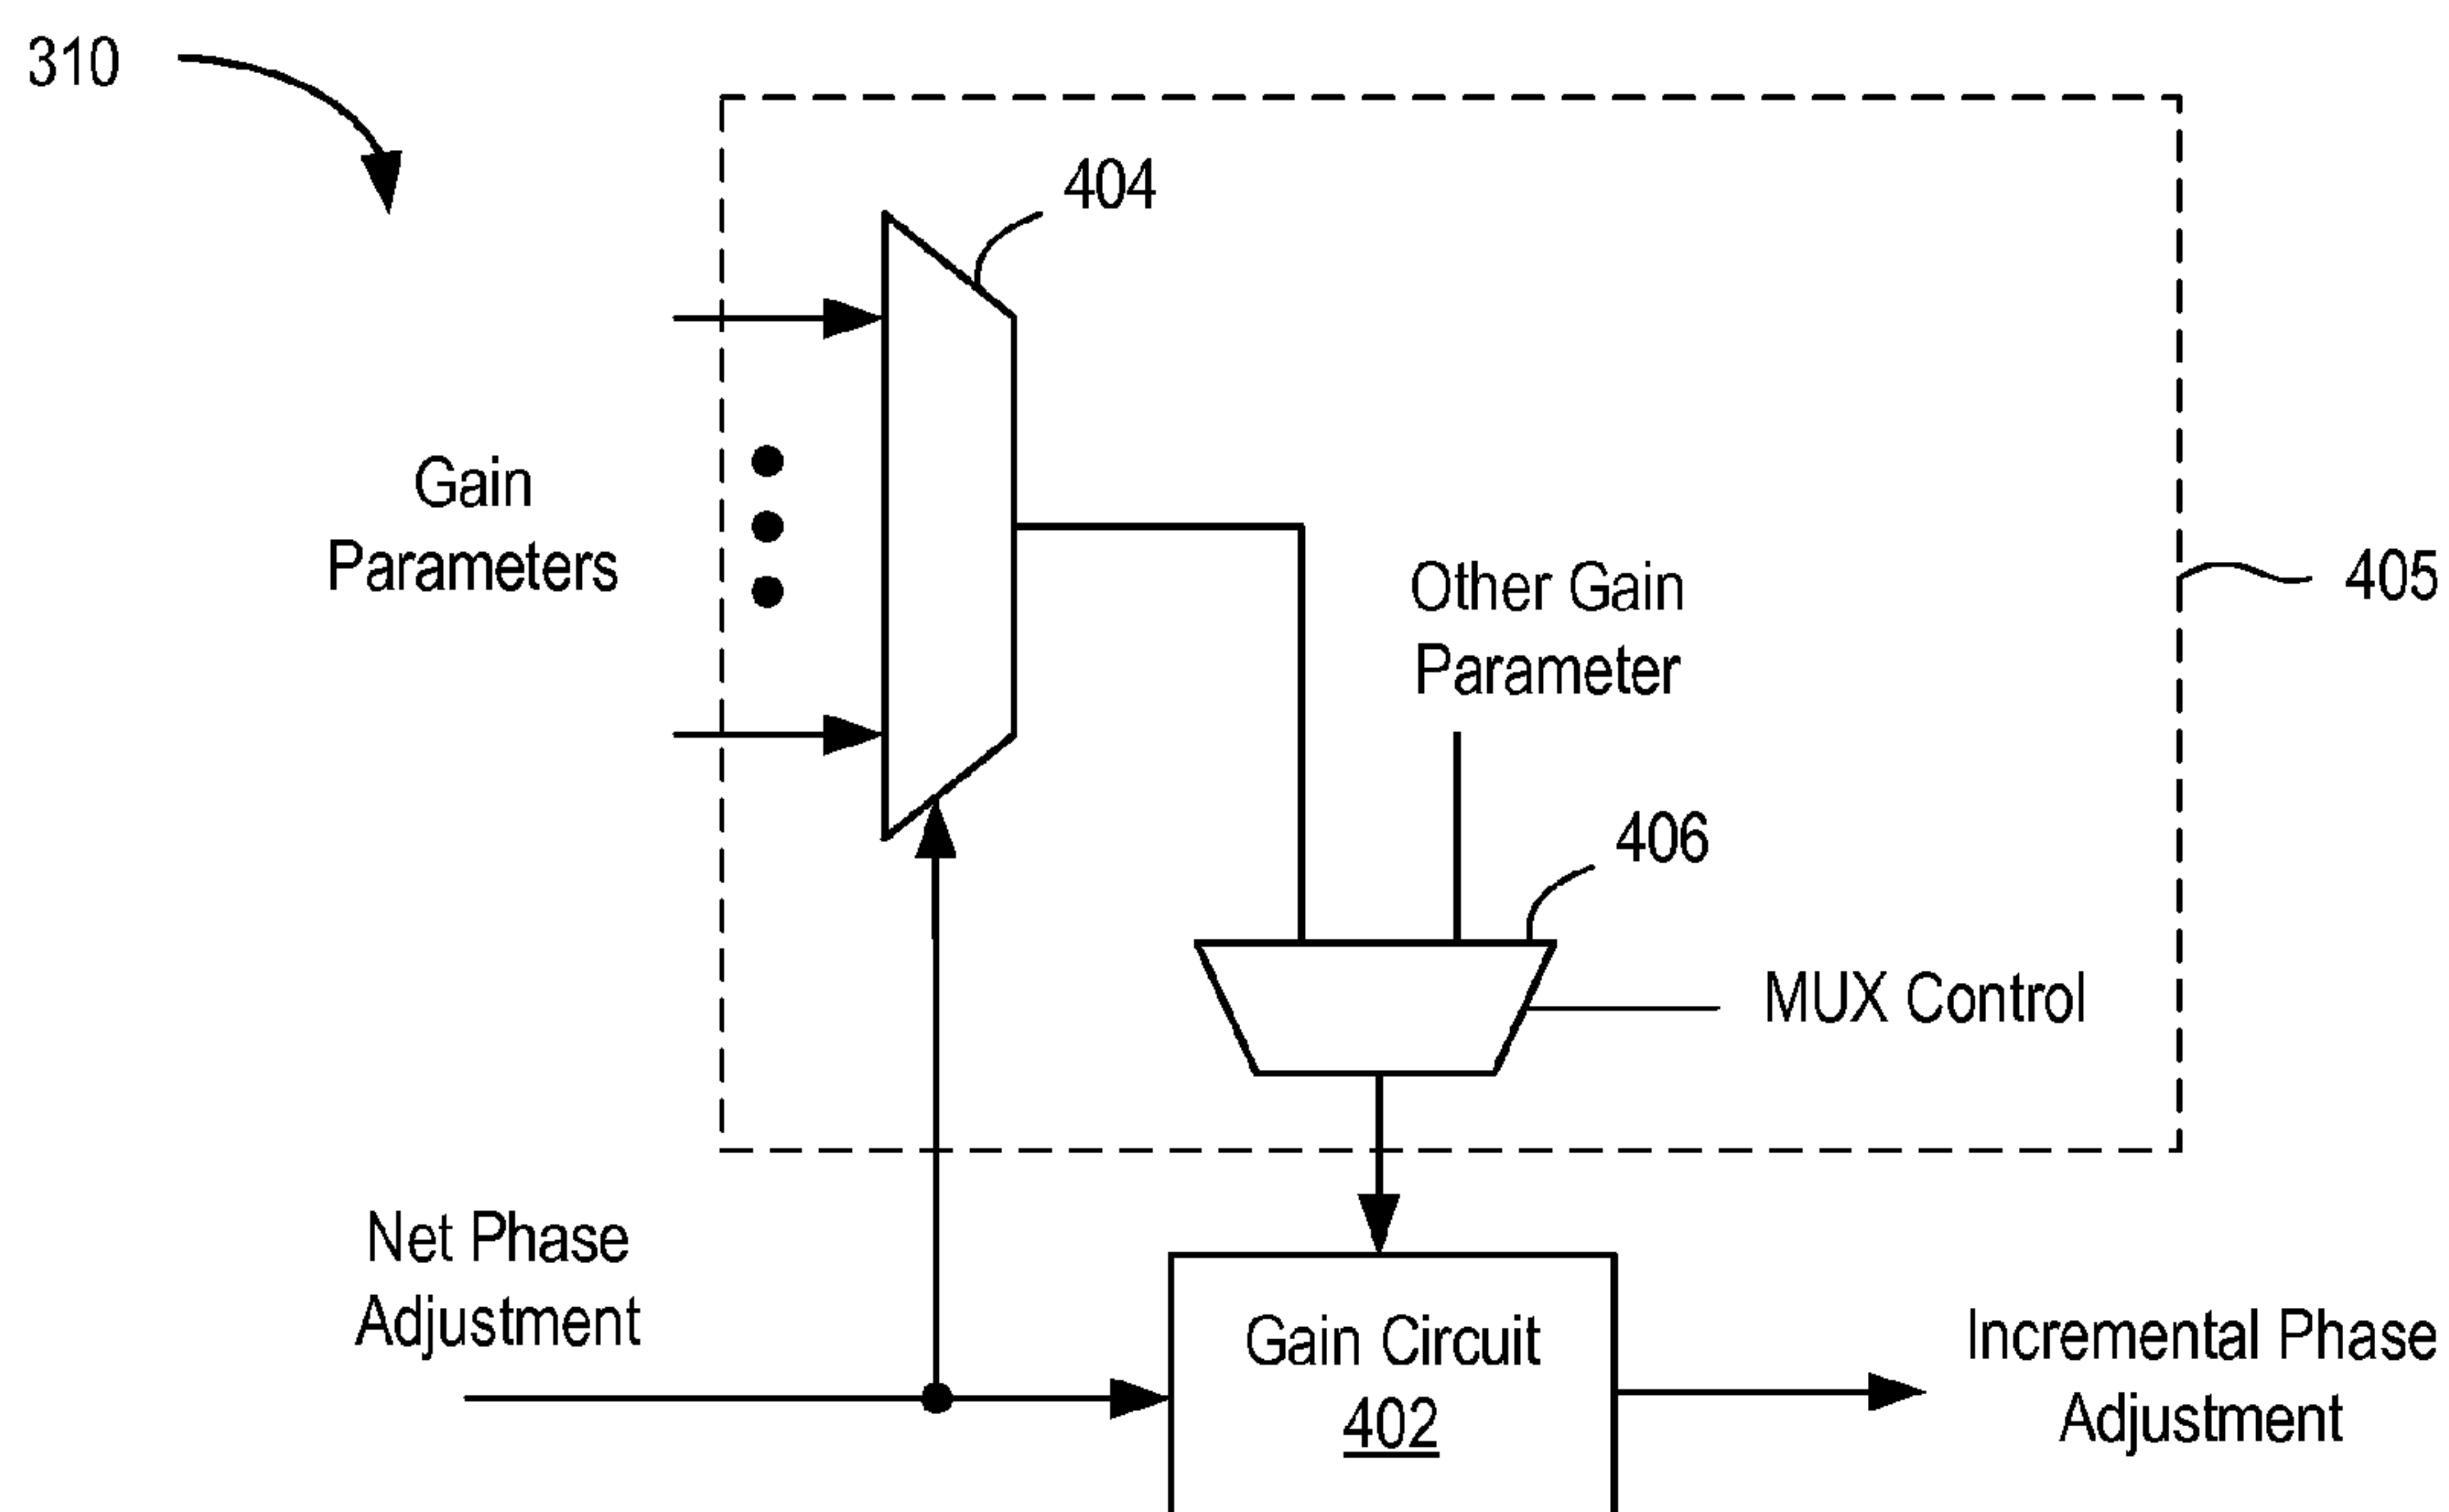 310
404
Gain
Parameters
Other Gain
Parameter
405
406
MUX Control
Net Phase
Adjustment
Gain Circuit
402
Incremental Phase
Adjustment